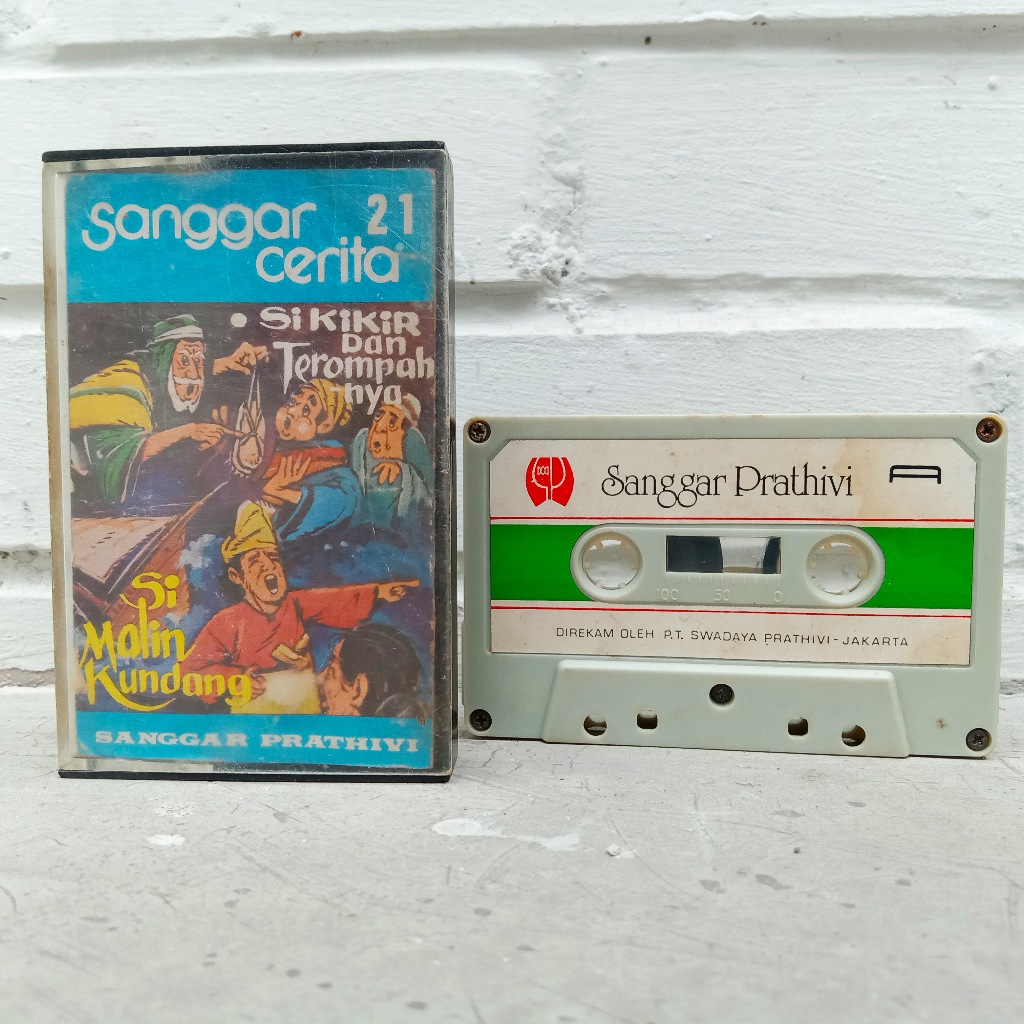 sanggar 21
cerita
• Si KiKiR
Dan
Terompah
nya
Si
Malin
Kundang
SANGGAR PRATHIVI
Sanggar Prathivi A
100 50 0
DIREKAM OLEH P.T. SWADAYA PRATHIVI - JAKARTA